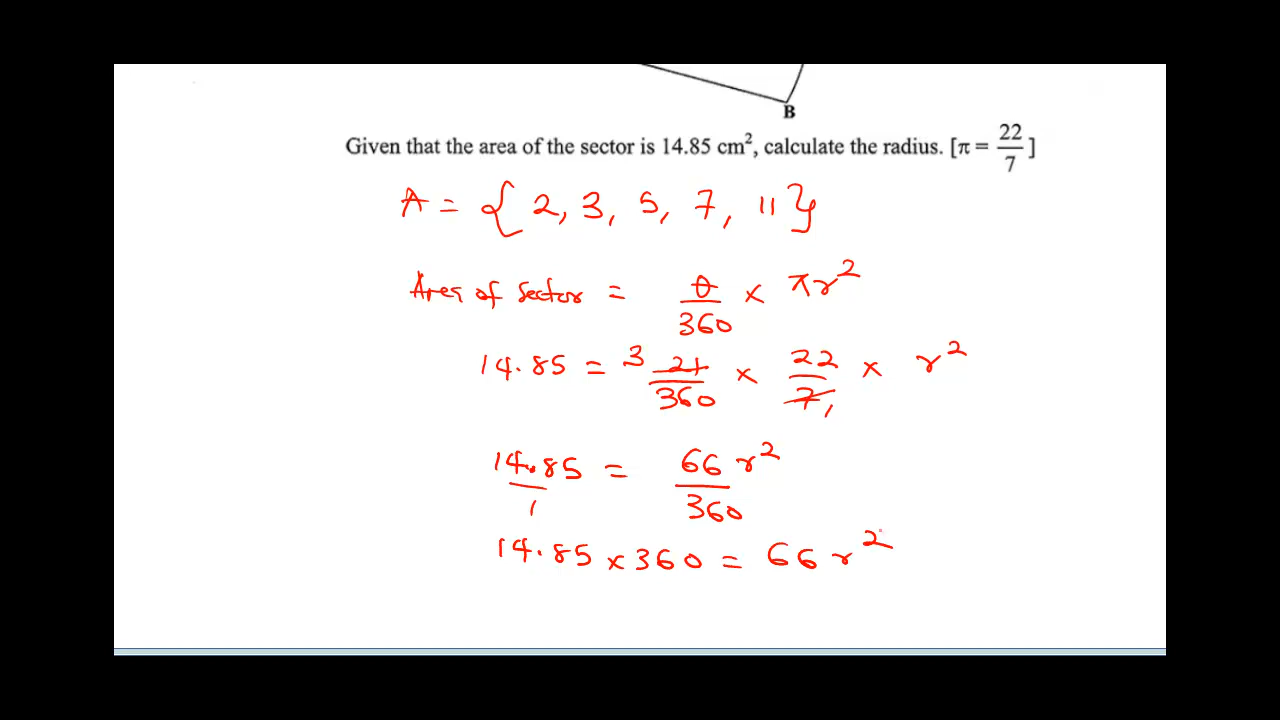 B
Given that the area of the sector is 14.85 cm², calculate the radius. [π = 22/7]
A = { 2, 3, 5, 7, 11 }
Area of Sector = θ/360 × πr²
14.85 = 3 21/360 × 22/7 1 × r²
14.85/1 = 66r²/360
14.85 × 360 = 66r²